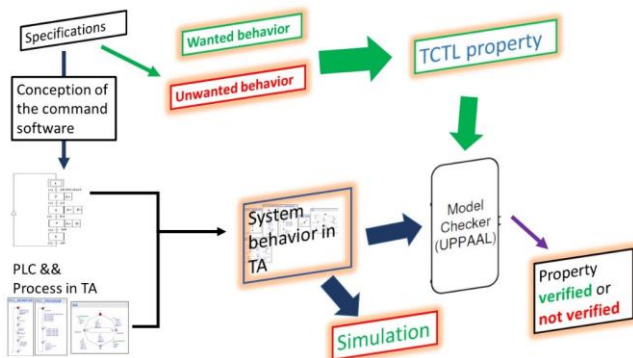 Specifications
Wanted behavior
Unwanted behavior
TCTL property
Conception of
the command
software
System
behavior in
TA
Model
Checker
(UPPAAL)
PLC &&
Process in TA
Property
verified or
not verified
Simulation